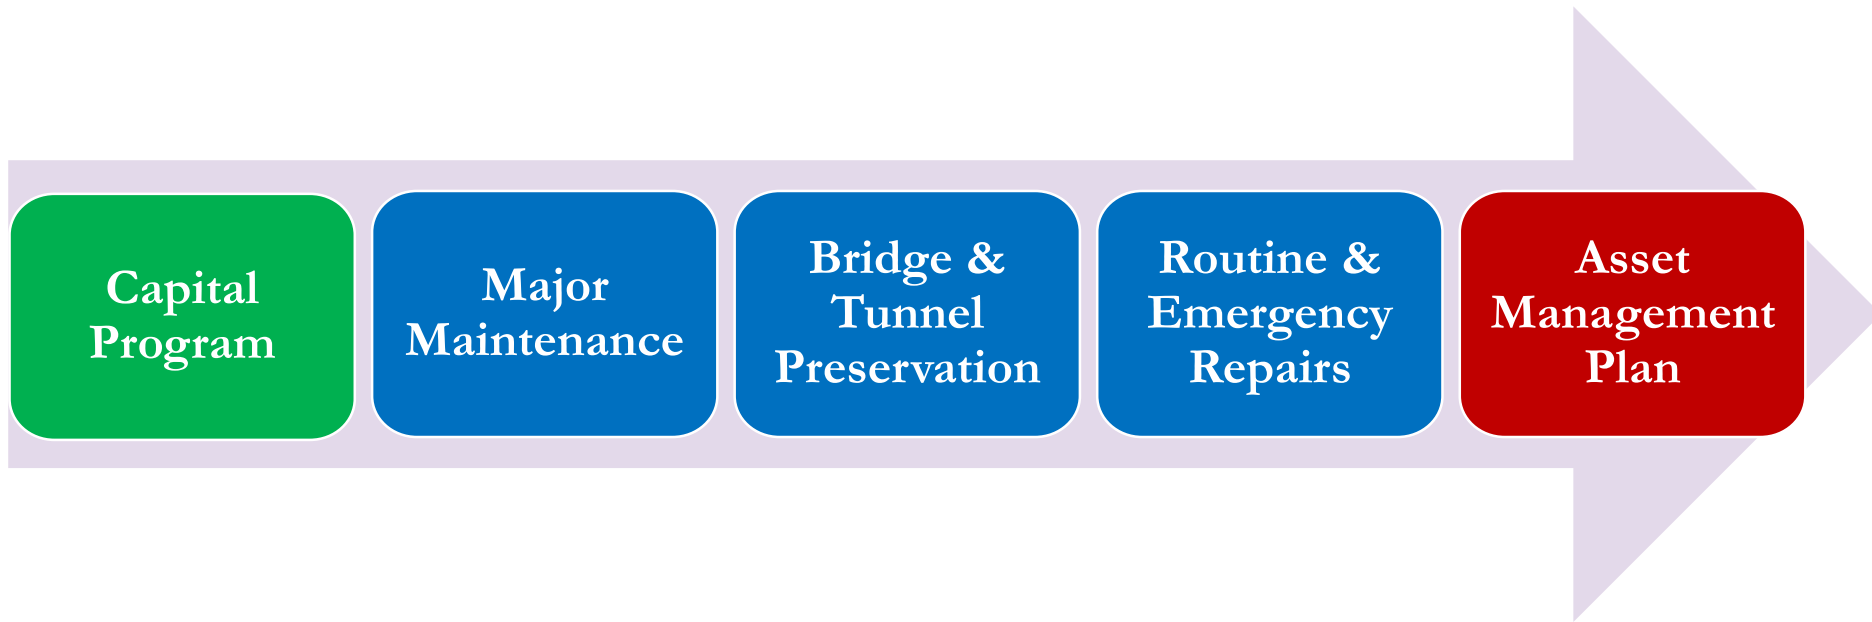 Capital
Program
Major
Maintenance
Bridge &
Tunnel
Preservation
Routine &
Emergency
Repairs
Asset
Management
Plan